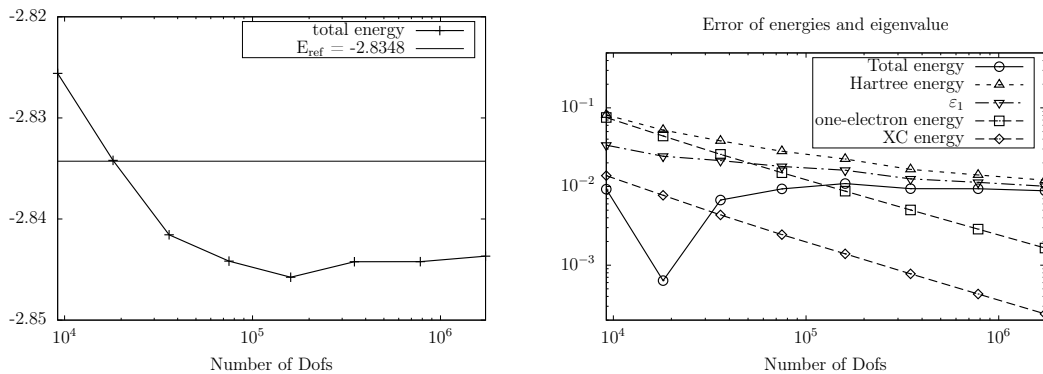 -2.82
-2.83
-2.84
-2.85
total energy
E_ref = -2.8348
10^4
10^5
10^6
Number of Dofs
Error of energies and eigenvalue
10^-1
10^-2
10^-3
Total energy
Hartree energy
ε_1
one-electron energy
XC energy
10^4
10^5
10^6
Number of Dofs